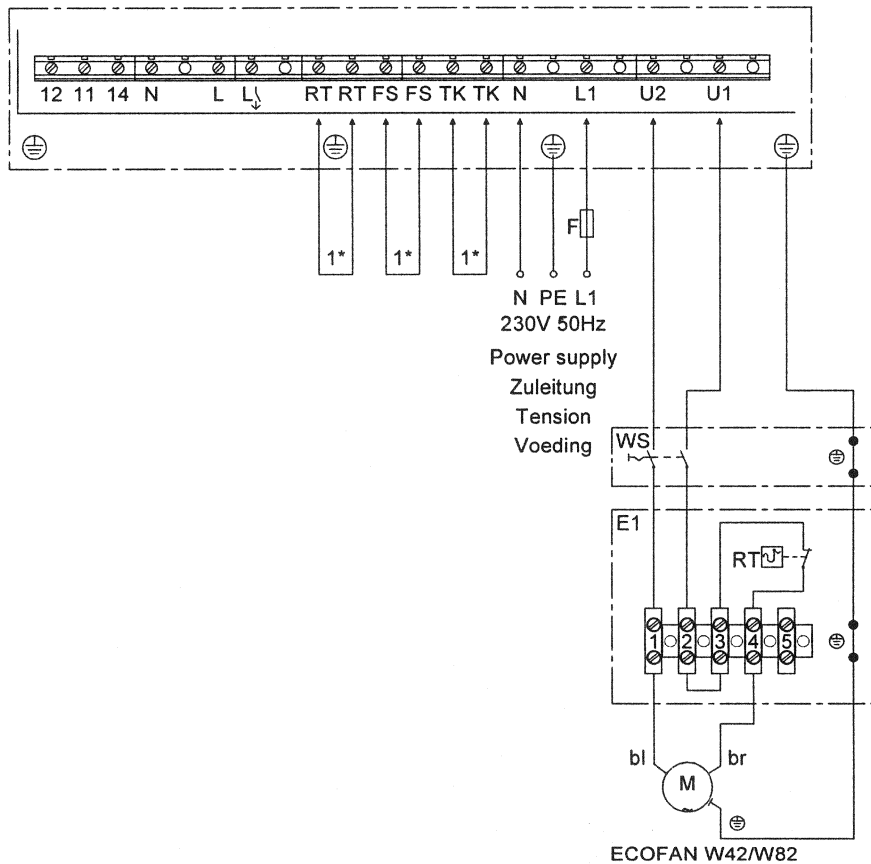 12 11 14 N L L RT RT FS FS TK TK N L1 U2 U1
F
1* 1* 1*
N PE L1
230V 50Hz
Power supply
Zuleitung
Tension
Voeding
WS
E1
RT
1 2 3 4 5
bl br
M
~
ECOFAN W42/W82